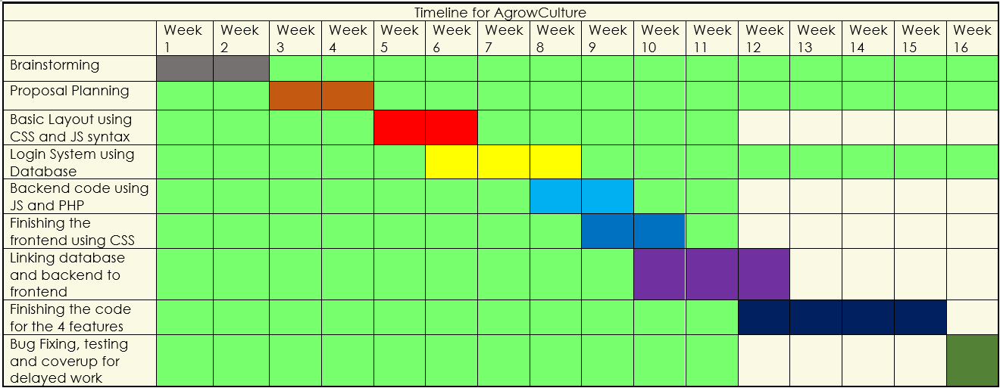 Timeline for AgrowCulture
Week 1
Week 2
Week 3
Week 4
Week 5
Week 6
Week 7
Week 8
Week 9
Week 10
Week 11
Week 12
Week 13
Week 14
Week 15
Week 16
Brainstorming
Proposal Planning
Basic Layout using
CSS and JS syntax
Login System using
Database
Backend code using
JS and PHP
Finishing the
frontend using CSS
Linking database
and backend to
frontend
Finishing the code
for the 4 features
Bug Fixing, testing
and coverup for
delayed work